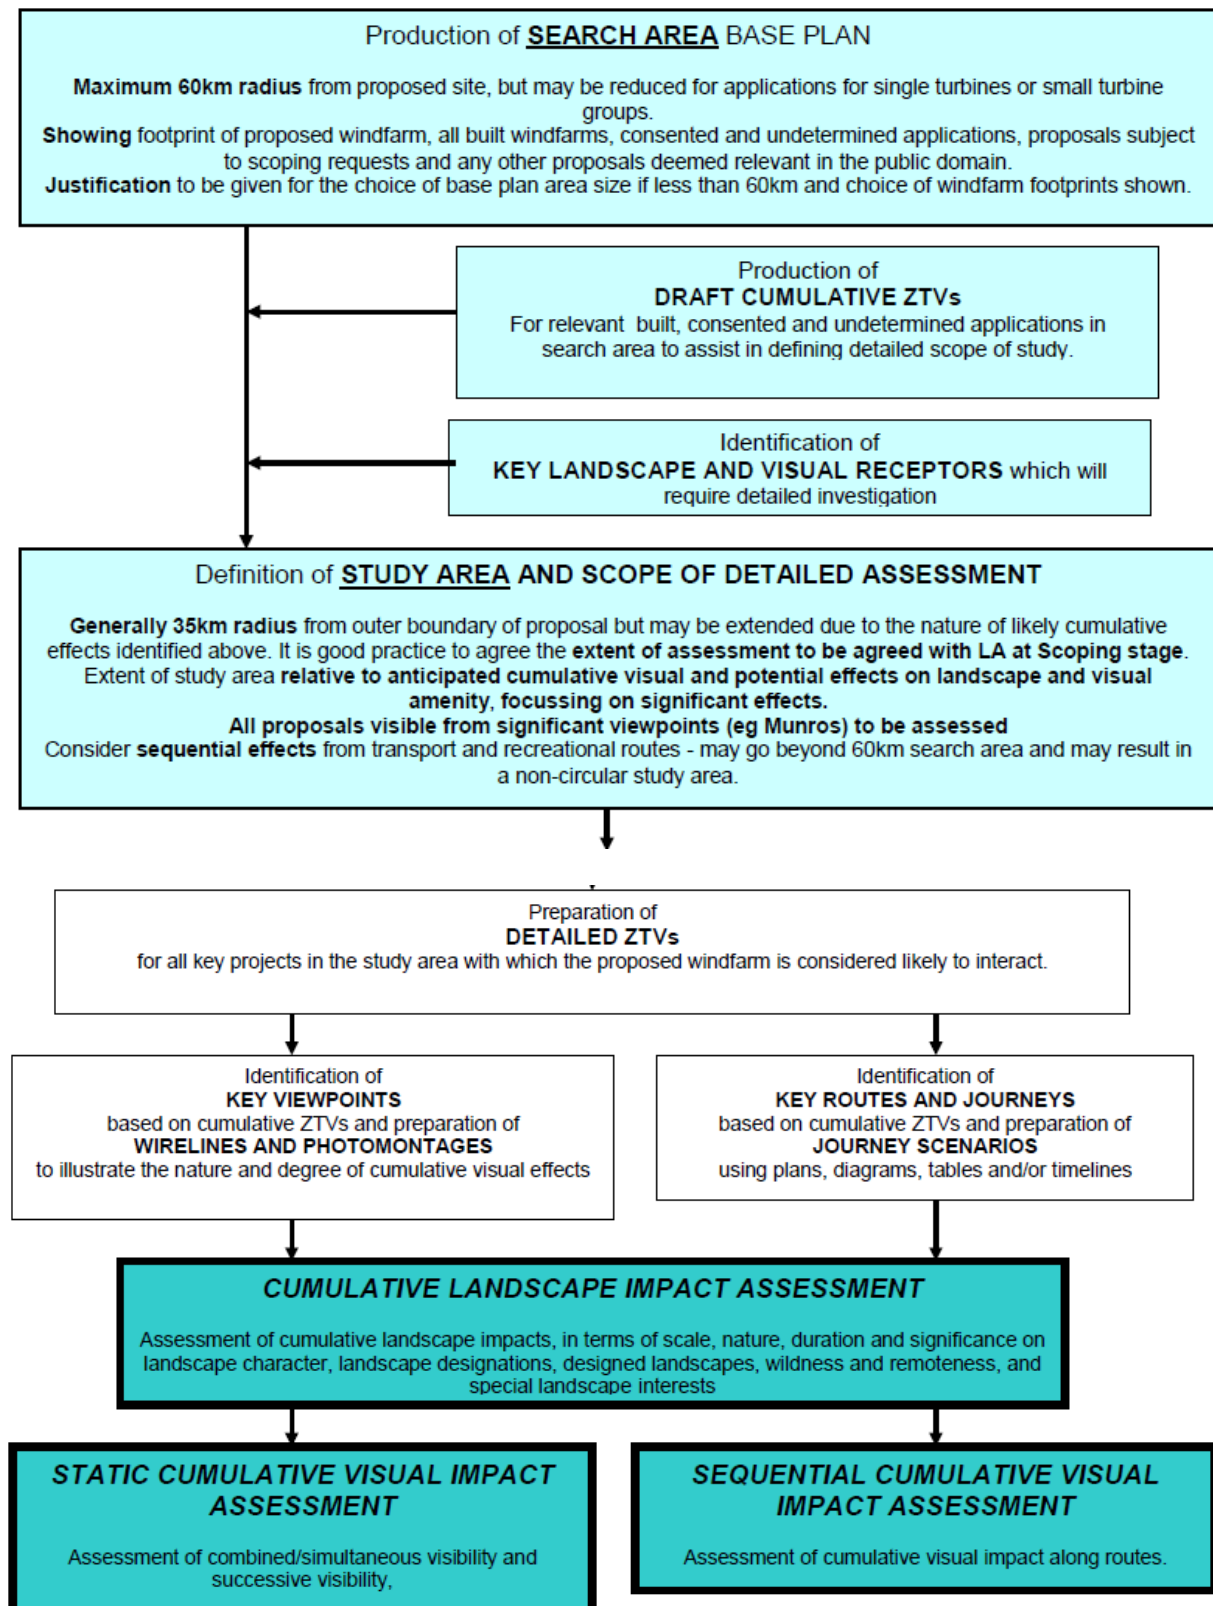 Production of SEARCH AREA BASE PLAN
Maximum 60km radius from proposed site, but may be reduced for applications for single turbines or small turbine
groups.
Showing footprint of proposed windfarm, all built windfarms, consented and undetermined applications, proposals subject
to scoping requests and any other proposals deemed relevant in the public domain.
Justification to be given for the choice of base plan area size if less than 60km and choice of windfarm footprints shown.
Production of
DRAFT CUMULATIVE ZTVs
For relevant built, consented and undetermined applications in
search area to assist in defining detailed scope of study.
Identification of
KEY LANDSCAPE AND VISUAL RECEPTORS which will
require detailed investigation
Definition of STUDY AREA AND SCOPE OF DETAILED ASSESSMENT
Generally 35km radius from outer boundary of proposal but may be extended due to the nature of likely cumulative
effects identified above. It is good practice to agree the extent of assessment to be agreed with LA at Scoping stage.
Extent of study area relative to anticipated cumulative visual and potential effects on landscape and visual
amenity, focussing on significant effects.
All proposals visible from significant viewpoints (eg Munros) to be assessed
Consider sequential effects from transport and recreational routes - may go beyond 60km search area and may result in
a non-circular study area.
Preparation of
DETAILED ZTVs
for all key projects in the study area with which the proposed windfarm is considered likely to interact.
Identification of
KEY VIEWPOINTS
based on cumulative ZTVs and preparation of
WIRELINES AND PHOTOMONTAGES
to illustrate the nature and degree of cumulative visual effects
Identification of
KEY ROUTES AND JOURNEYS
based on cumulative ZTVs and preparation of
JOURNEY SCENARIOS
using plans, diagrams, tables and/or timelines
CUMULATIVE LANDSCAPE IMPACT ASSESSMENT
Assessment of cumulative landscape impacts, in terms of scale, nature, duration and significance on
landscape character, landscape designations, designed landscapes, wildness and remoteness, and
special landscape interests
STATIC CUMULATIVE VISUAL IMPACT
ASSESSMENT
Assessment of combined/simultaneous visibility and
successive visibility,
SEQUENTIAL CUMULATIVE VISUAL
IMPACT ASSESSMENT
Assessment of cumulative visual impact along routes.